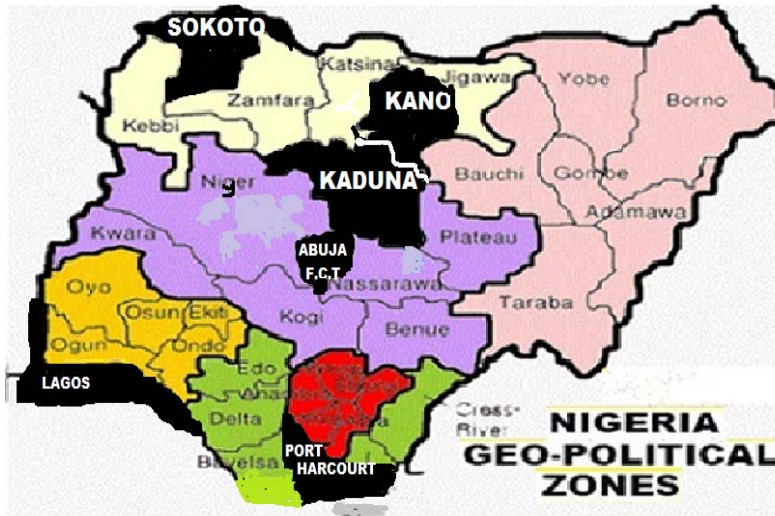 SOKOTO
Katsina
Jigawa
Yobe
Borno
Zamfara
KANO
Kebbi
Bauchi
Gombe
Niger
KADUNA
Adamawa
Kwara
Plateau
ABUJA
F.C.T
Nassarawa
Taraba
Oyo
Osun
Ekiti
Kogi
Benue
Ogun
Ondo
Edo
LAGOS
Delta
Cross-
River
PORT
HARCOURT
Bayelsa
NIGERIA
GEO-POLITICAL
ZONES